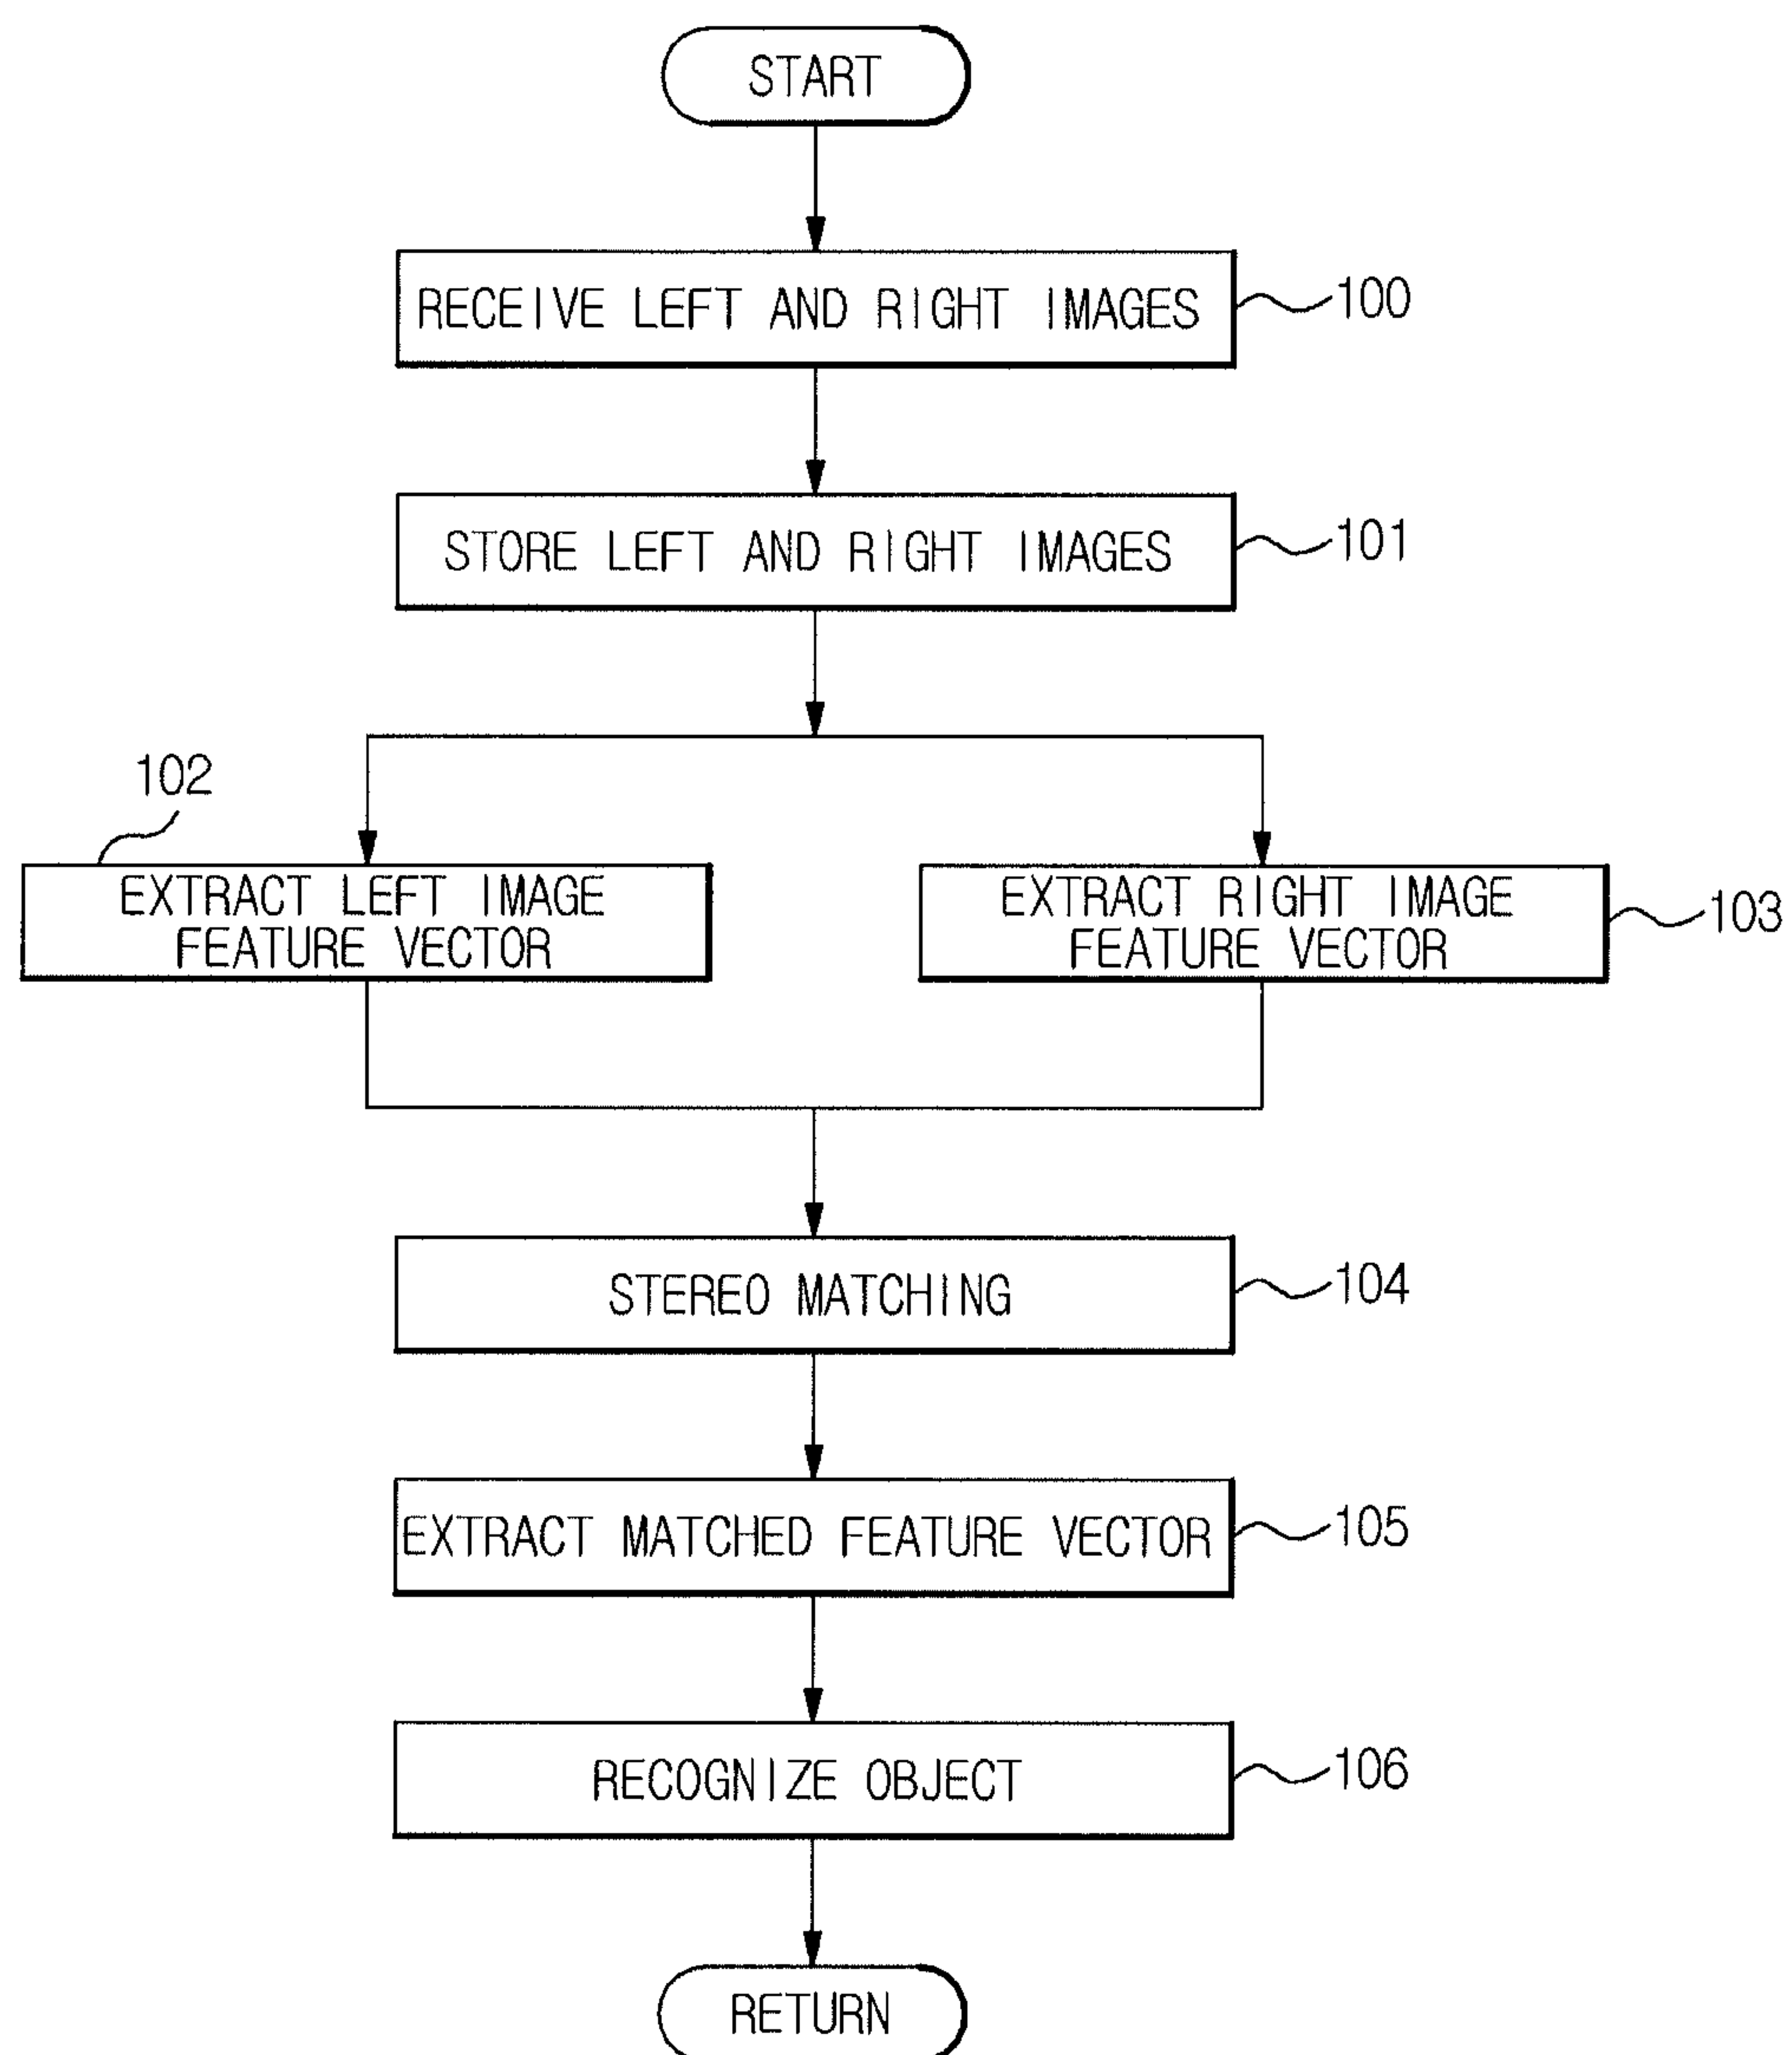 START
RECEIVE LEFT AND RIGHT IMAGES
100
STORE LEFT AND RIGHT IMAGES
101
102
EXTRACT LEFT IMAGE
FEATURE VECTOR
EXTRACT RIGHT IMAGE
FEATURE VECTOR
103
STEREO MATCHING
104
EXTRACT MATCHED FEATURE VECTOR
105
RECOGNIZE OBJECT
106
RETURN